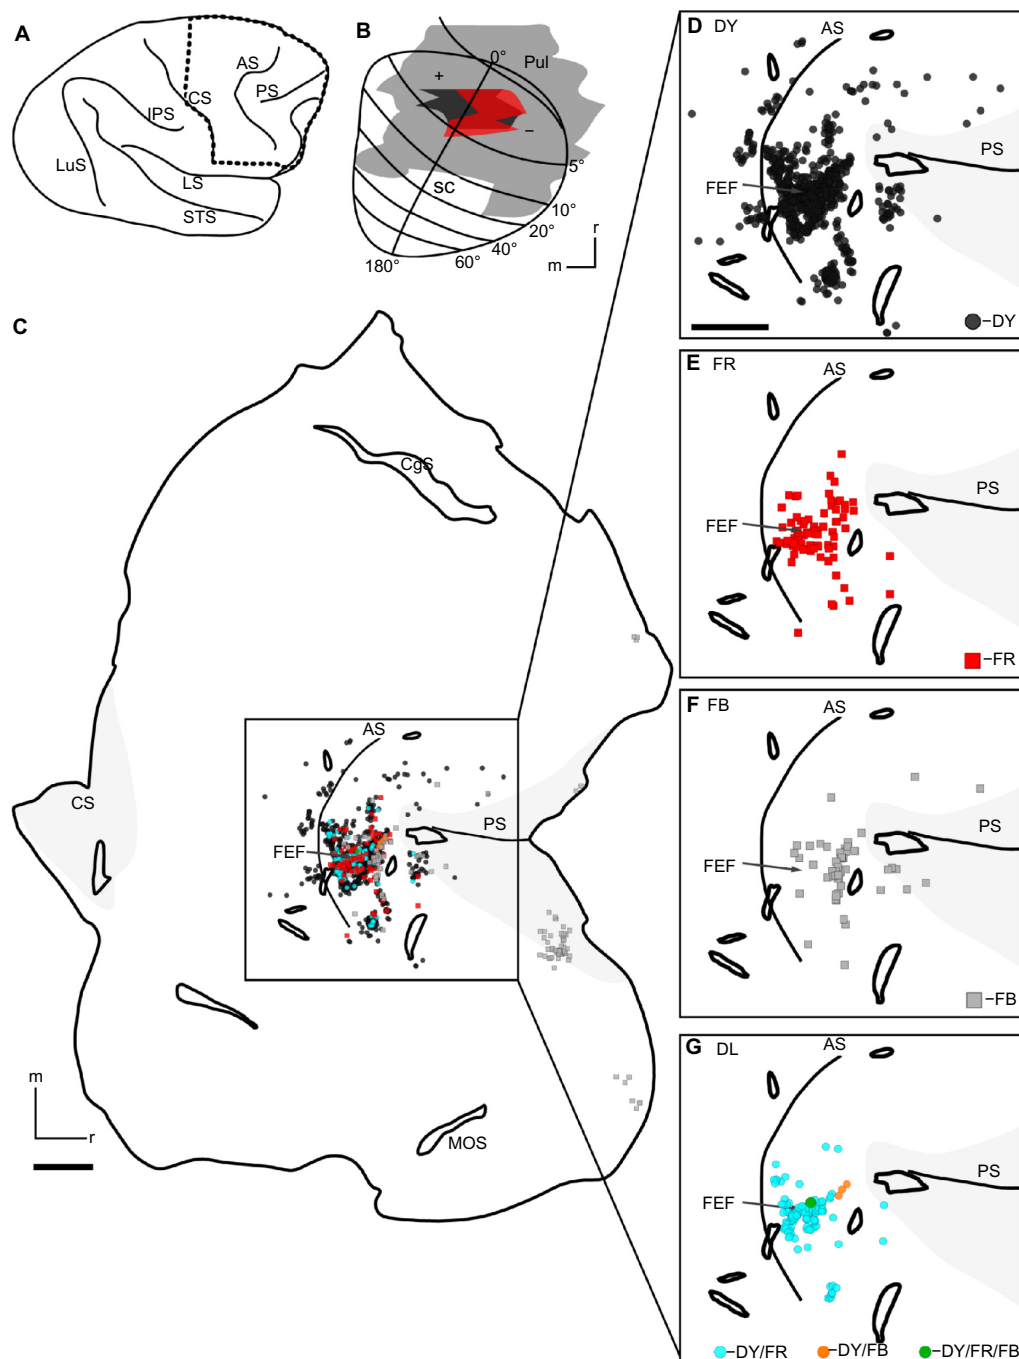 A
AS
PS
CS
IPS
LuS
LS
STS
B
0°
Pul
+
−
SC
5°
10°
20°
40°
60°
180°
r
m
C
CgS
AS
CS
PS
FEF
m
r
MOS
D DY
AS
PS
FEF
−DY
E FR
AS
PS
FEF
−FR
F FB
AS
PS
FEF
−FB
G DL
AS
PS
FEF
−DY/FR −DY/FB −DY/FR/FB